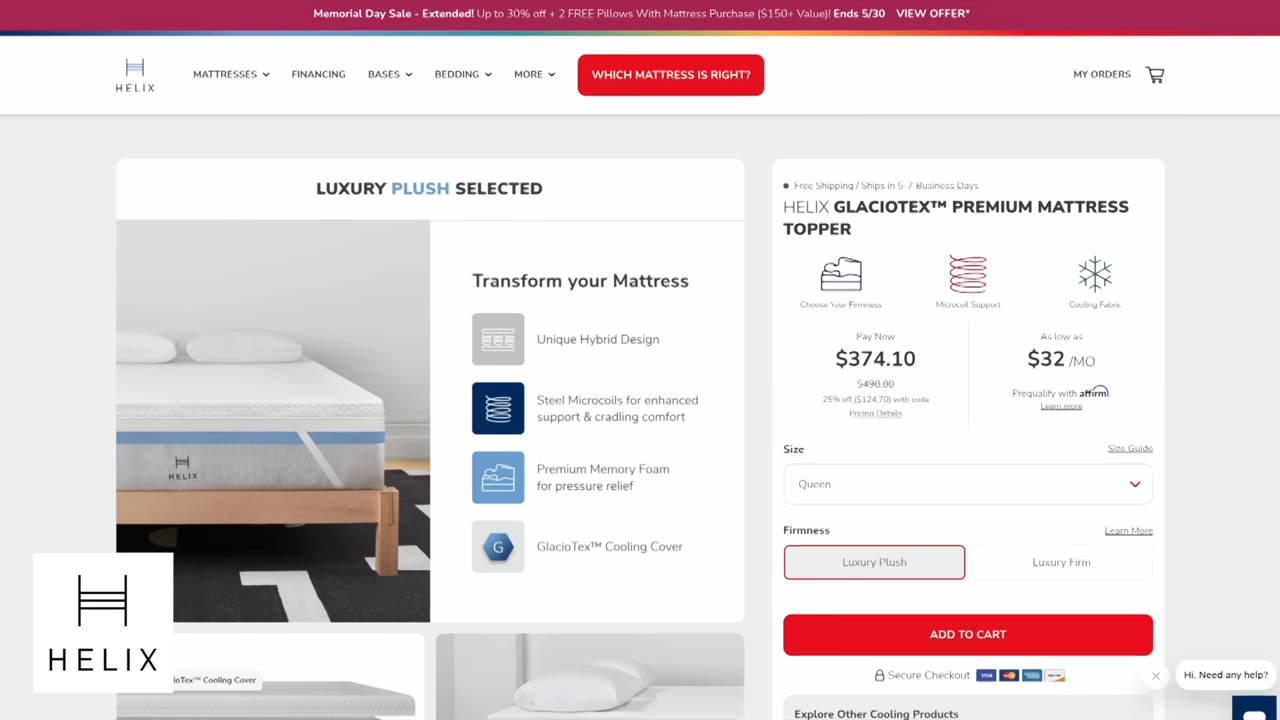 Memorial Day Sale - Extended! Up to 30% off + 2 FREE Pillows With Mattress Purchase ($150+ Value)! Ends 5/30 VIEW OFFER*
HELIX
MATTRESSES
FINANCING
BASES
BEDDING
MORE
WHICH MATTRESS IS RIGHT?
MY ORDERS
LUXURY PLUSH SELECTED
Transform your Mattress
Unique Hybrid Design
Steel Microcoils for enhanced
support & cradling comfort
Premium Memory Foam
for pressure relief
G
GlacioTex™ Cooling Cover
HELIX
HELIX
ioTex™ Cooling Cover
Free Shipping / Ships in 5-7 Business Days
HELIX GLACIOTEX™ PREMIUM MATTRESS
TOPPER
Choose Your Firmness
Microcoil Support
Cooling Fabric
Pay Now
$374.10
$498.80
25% off ($124.70) with code
Pricing Details
As low as
$32 /MO
Prequalify with affirm
Learn more
Size
Size Guide
Queen
Firmness
Learn More
Luxury Plush
Luxury Firm
ADD TO CART
Secure Checkout
VISA
Hi. Need any help?
Explore Other Cooling Products